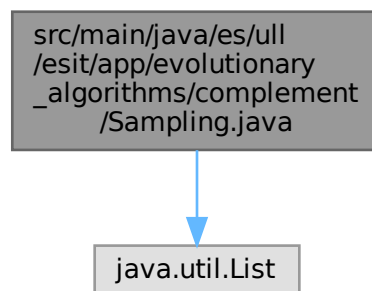 src/main/java/es/ull
/esit/app/evolutionary
_algorithms/complement
/Sampling.java
java.util.List